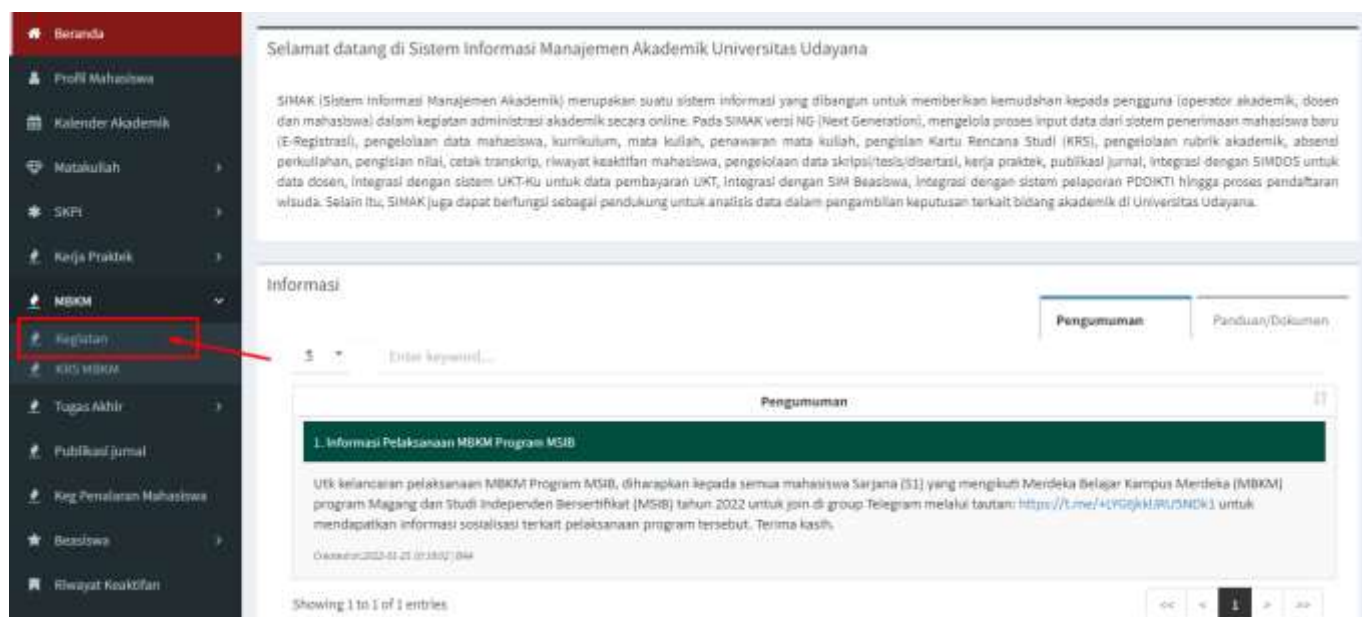 Beranda
Profil Mahasiswa
Kalender Akademik
Matakuliah
SKPI
Kerja Praktek
MBKM
Kegiatan
KRS MBKM
Tugas Akhir
Publikasi Jurnal
Keg Penalaran Mahasiswa
Beasiswa
Riwayat Keaktifan
Selamat datang di Sistem Informasi Manajemen Akademik Universitas Udayana
SIMAK (Sistem Informasi Manajemen Akademik) merupakan suatu sistem informasi yang dibangun untuk memberikan kemudahan kepada pengguna (operator akademik, dosen
dan mahasiswa) dalam kegiatan administrasi akademik secara online. Pada SIMAK versi NG (Next Generation), mengelola proses input data dari sistem penerimaan mahasiswa baru
(E-Registrasi), pengelolaan data mahasiswa, kurikulum, mata kuliah, penawaran mata kuliah, pengisian Kartu Rencana Studi (KRS), pengelolaan rubrik akademik, absensi
perkuliahan, pengisian nilai, cetak transkrip, riwayat keaktifan mahasiswa, pengelolaan data skripsi/tesis/disertasi, kerja praktek, publikasi jurnal, integrasi dengan SIMDOS untuk
data dosen, integrasi dengan sistem UKT-Ku untuk data pembayaran UKT, integrasi dengan SIM Beasiswa, integrasi dengan sistem pelaporan PDDIKTI hingga proses pendaftaran
wisuda. Selain itu, SIMAK juga dapat berfungsi sebagai pendukung untuk analisis data dalam pengambilan keputusan terkait bidang akademik di Universitas Udayana.
Informasi
Pengumuman Panduan/Dokumen
5 Enter keyword...
Pengumuman
1. Informasi Pelaksanaan MBKM Program MSIB
Utk kelancaran pelaksanaan MBKM Program MSIB, diharapkan kepada semua mahasiswa Sarjana (S1) yang mengikuti Merdeka Belajar Kampus Merdeka (MBKM)
program Magang dan Studi Independen Bersertifikat (MSIB) tahun 2022 untuk join di group Telegram melalui tautan: untuk
mendapatkan informasi sosialisasi terkait pelaksanaan program tersebut. Terima kasih.
Showing 1 to 1 of 1 entries
<< < 1 > >>